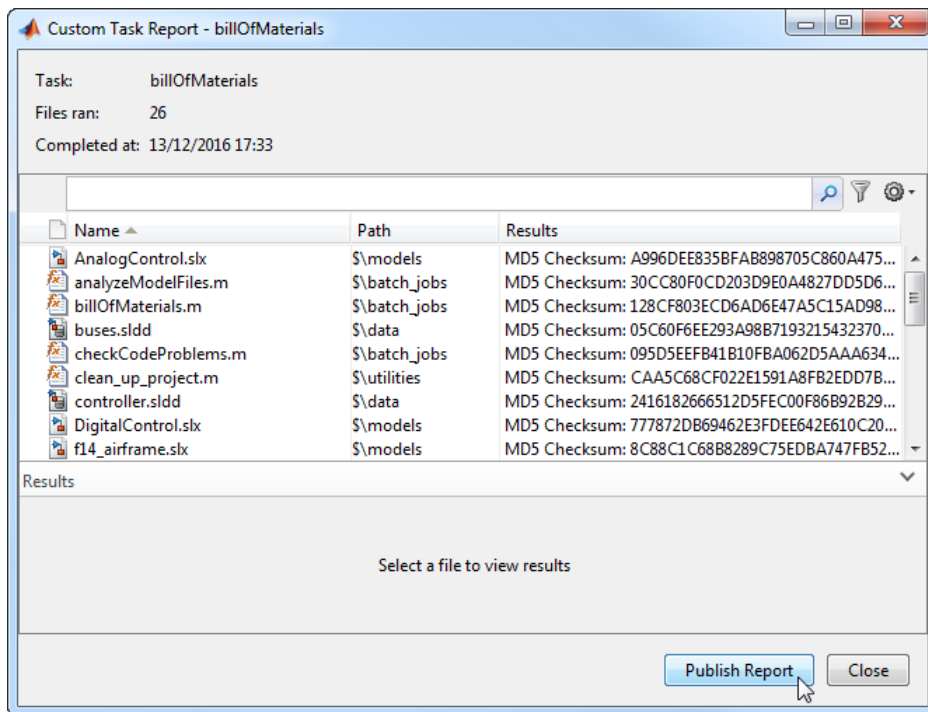 Custom Task Report - billOfMaterials
Task: billOfMaterials
Files ran: 26
Completed at: 13/12/2016 17:33
Name Path Results
AnalogControl.slx $\models MD5 Checksum: A996DEE835BFAB898705C860A475...
analyzeModelFiles.m $\batch_jobs MD5 Checksum: 30CC80F0CD203D9E0A4827DD5D6...
billOfMaterials.m $\batch_jobs MD5 Checksum: 128CF803ECD6AD6E47A5C15AD98...
buses.sldd $\data MD5 Checksum: 05C60F6EE293A98B7193215432370...
checkCodeProblems.m $\batch_jobs MD5 Checksum: 095D5EEFB41B10FBA062D5AAA634...
clean_up_project.m $\utilities MD5 Checksum: CAA5C68CF022E1591A8FB2EDD7B...
controller.sldd $\data MD5 Checksum: 2416182666512D5FEC00F86B92B29...
DigitalControl.slx $\models MD5 Checksum: 777872DB69462E3FDEE642E610C20...
f14_airframe.slx $\models MD5 Checksum: 8C88C1C68B8289C75EDBA747FB52...
Results
Select a file to view results
Publish Report Close